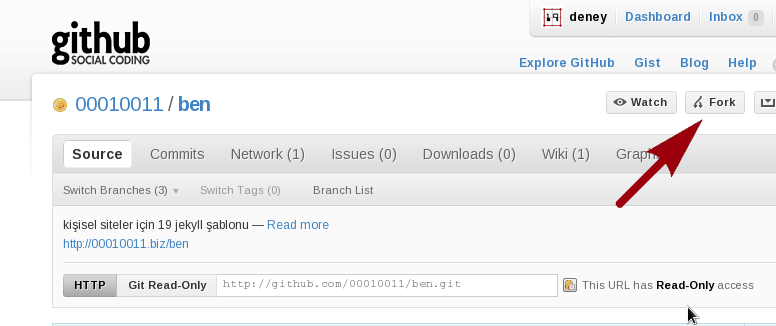 deney Dashboard Inbox 0
github
SOCIAL CODING
Explore GitHub Gist Blog Help
00010011 / ben
Watch Fork
Source Commits Network (1) Issues (0) Downloads (0) Wiki (1) Graph
Switch Branches (3) Switch Tags (0) Branch List
kişisel siteler için 19 jekyll şablonu — Read more
http://00010011.biz/ben
HTTP Git Read-Only http://github.com/00010011/ben.git This URL has Read-Only access